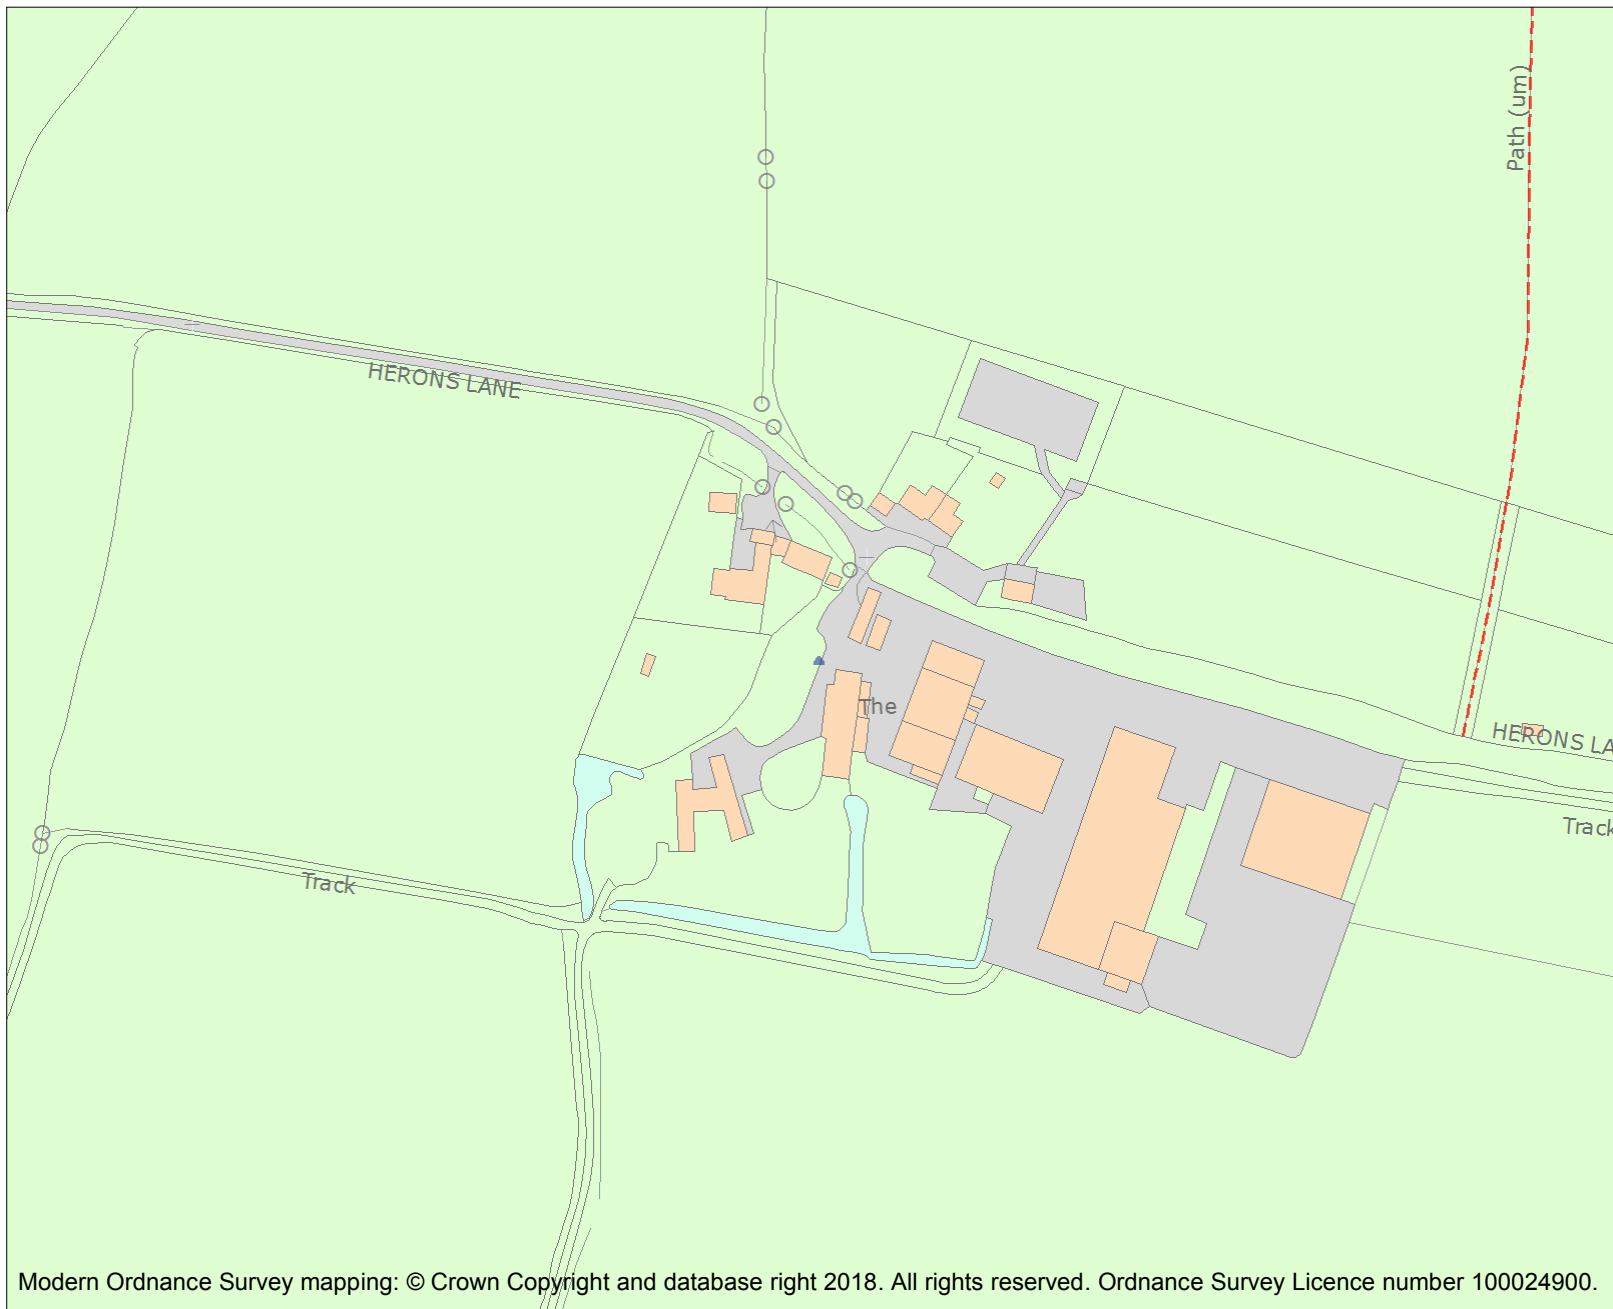 Path (um)
HERONS LANE
The
HERONS LA
Track
Track
Modern Ordnance Survey mapping: © Crown Copyright and database right 2018. All rights reserved. Ordnance Survey Licence number 100024900.